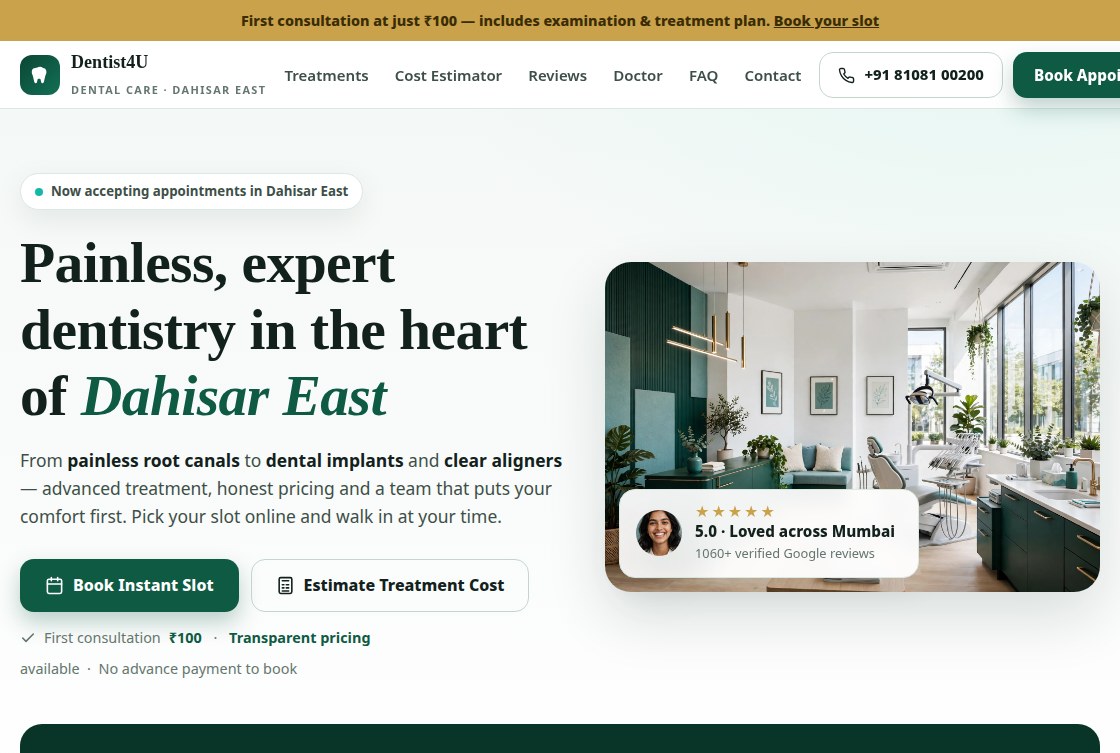 First consultation at just ₹100 — includes examination & treatment plan. Book your slot
Dentist4U
DENTAL CARE · DAHISAR EAST
Treatments
Cost Estimator
Reviews
Doctor
FAQ
Contact
+91 81081 00200
Book Appoi
Now accepting appointments in Dahisar East
Painless, expert
dentistry in the heart
of Dahisar East
From painless root canals to dental implants and clear aligners
— advanced treatment, honest pricing and a team that puts your
comfort first. Pick your slot online and walk in at your time.
★★★★★
5.0 · Loved across Mumbai
1060+ verified Google reviews
Book Instant Slot
Estimate Treatment Cost
First consultation ₹100 · Transparent pricing
available · No advance payment to book